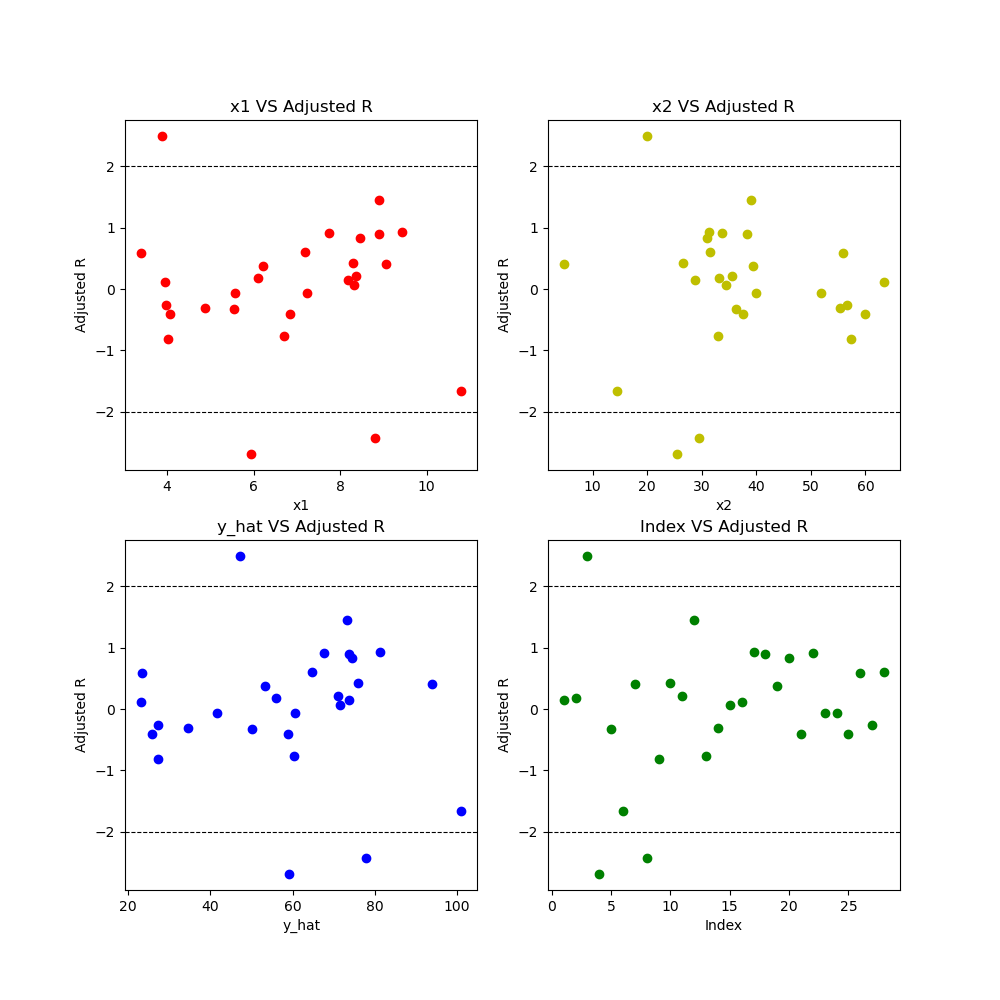 x1 VS Adjusted R
x2 VS Adjusted R
Adjusted R
2
1
0
−1
−2
4 6 8 10
x1
Adjusted R
2
1
0
−1
−2
10 20 30 40 50 60
x2
y_hat VS Adjusted R
Index VS Adjusted R
Adjusted R
2
1
0
−1
−2
20 40 60 80 100
y_hat
Adjusted R
2
1
0
−1
−2
0 5 10 15 20 25
Index